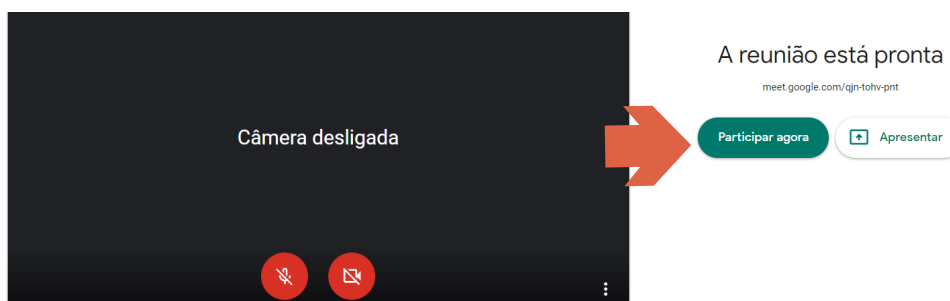 Câmera desligada
A reunião está pronta
meet.google.com/qjn-tohv-pnt
Participar agora
Apresentar